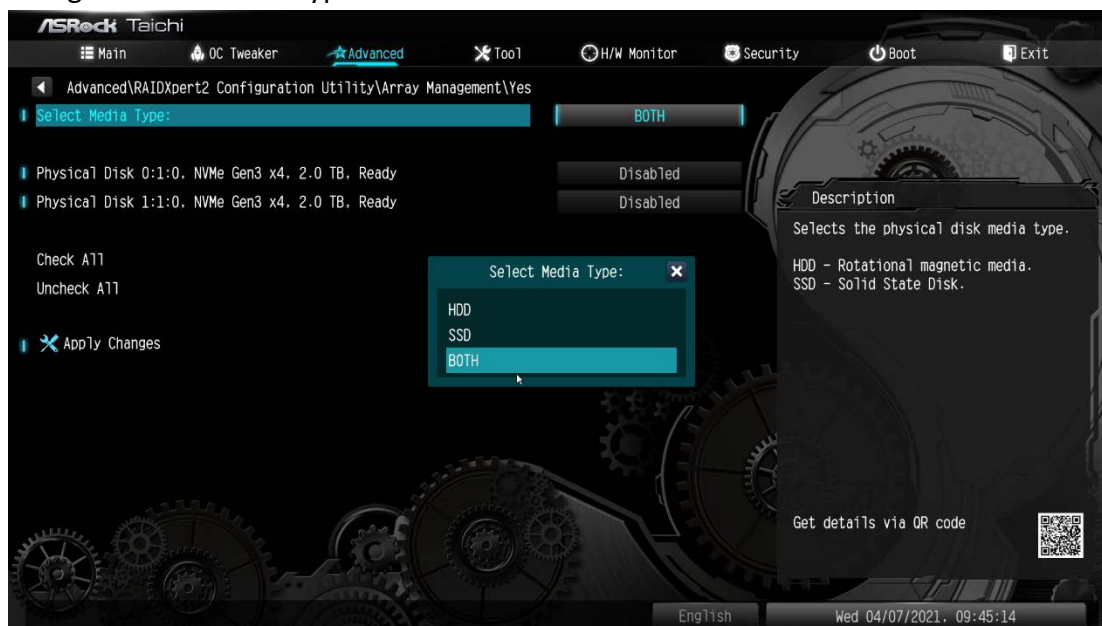 ASRock Taichi
Main OC Tweaker Advanced Tool H/W Monitor Security Boot Exit
Advanced\RAIDXpert2 Configuration Utility\Array Management\Yes
Select Media Type: BOTH
Physical Disk 0:1:0, NVMe Gen3 x4, 2.0 TB, Ready Disabled
Physical Disk 1:1:0, NVMe Gen3 x4, 2.0 TB, Ready Disabled
Check All
Uncheck All
Apply Changes
Select Media Type:
HDD
SSD
BOTH
Description
Selects the physical disk media type.
HDD - Rotational magnetic media.
SSD - Solid State Disk.
Get details via QR code
English Wed 04/07/2021, 09:45:14